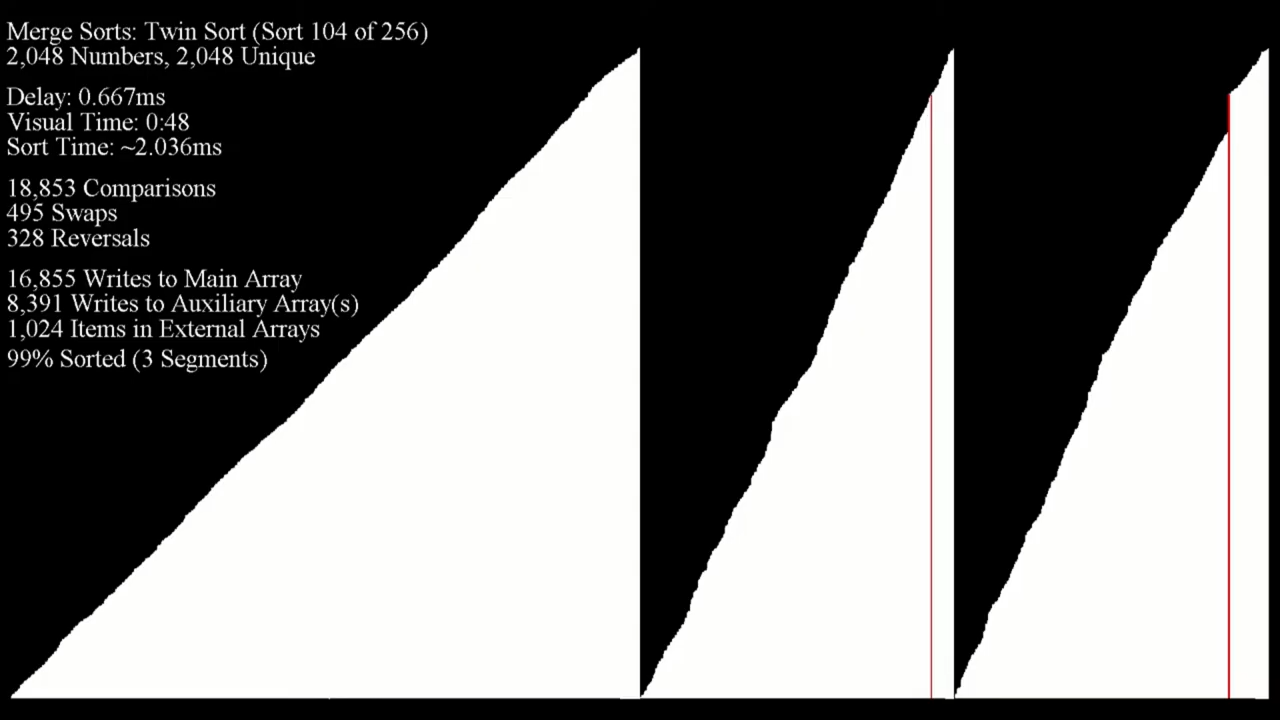 Merge Sorts: Twin Sort (Sort 104 of 256)
2,048 Numbers, 2,048 Unique
Delay: 0.667ms
Visual Time: 0:48
Sort Time: ~2.036ms
18,853 Comparisons
495 Swaps
328 Reversals
16,855 Writes to Main Array
8,391 Writes to Auxiliary Array(s)
1,024 Items in External Arrays
99% Sorted (3 Segments)